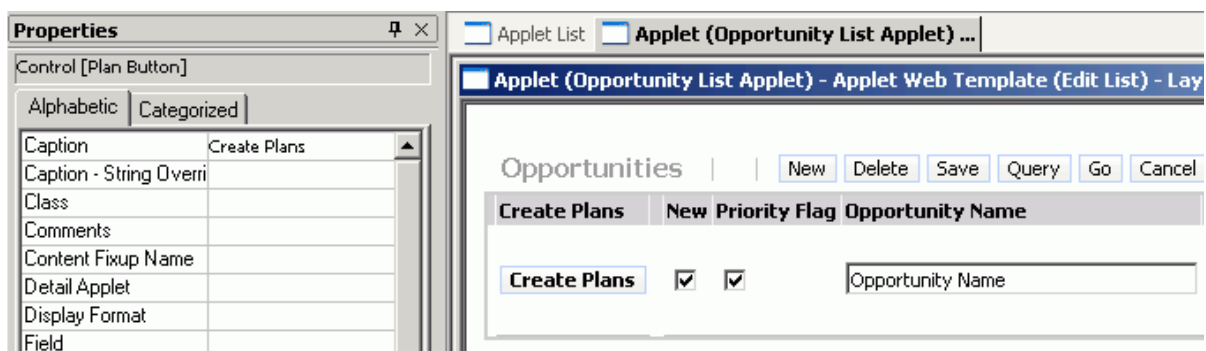 Properties
Control [Plan Button]
Alphabetic Categorized
Caption Create Plans
Caption - String Overri
Class
Comments
Content Fixup Name
Detail Applet
Display Format
Field
Applet List Applet (Opportunity List Applet) ...
Applet (Opportunity List Applet) - Applet Web Template (Edit List) - Lay
Opportunities | | New Delete Save Query Go Cancel
Create Plans New Priority Flag Opportunity Name
Create Plans Opportunity Name